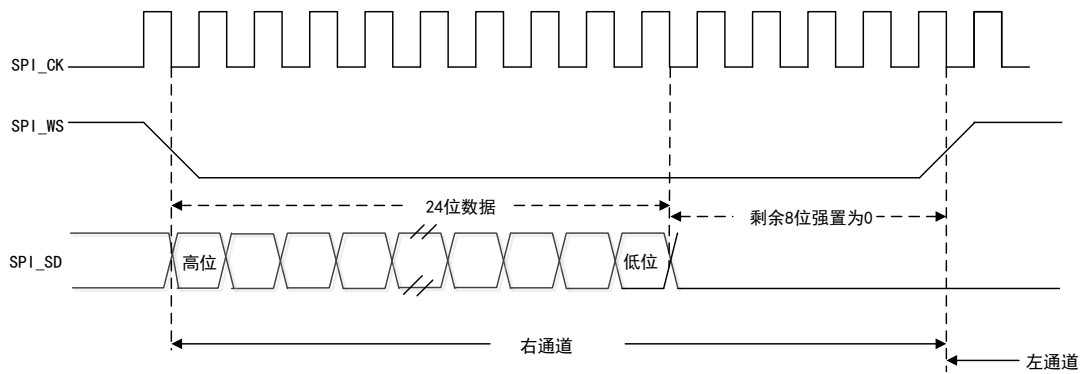 SPI_CK
SPI_WS
24位数据
剩余8位强置为0
SPI_SD
高位
低位
右通道
左通道